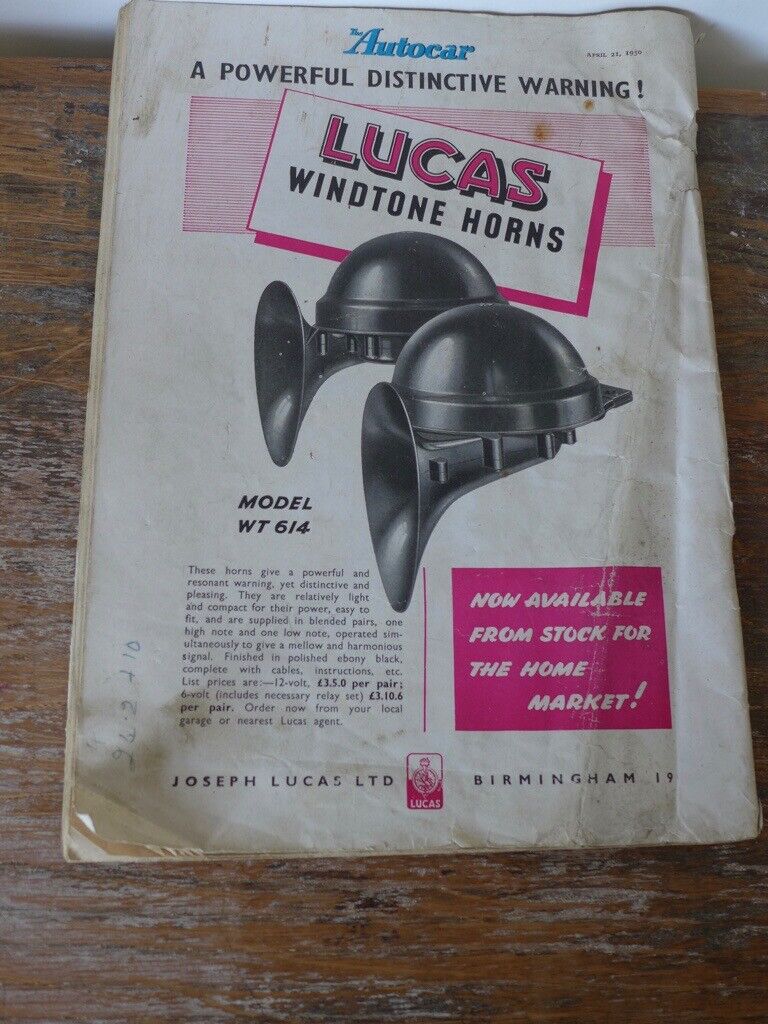 The Autocar
APRIL 21, 1950
A POWERFUL DISTINCTIVE WARNING!
LUCAS
WINDTONE HORNS
MODEL
WT 614
These horns give a powerful and
resonant warning, yet distinctive and
pleasing. They are relatively light
and compact for their power, easy to
fit, and are supplied in blended pairs, one
high note and one low note, operated sim-
ultaneously to give a mellow and harmonious
signal. Finished in polished ebony black,
complete with cables, instructions, etc.
List prices are:—12-volt, £3.5.0 per pair;
6-volt (includes necessary relay set) £3.10.6
per pair. Order now from your local
garage or nearest Lucas agent.
NOW AVAILABLE
FROM STOCK FOR
THE HOME
MARKET!
JOSEPH LUCAS LTD
LUCAS
BIRMINGHAM 19